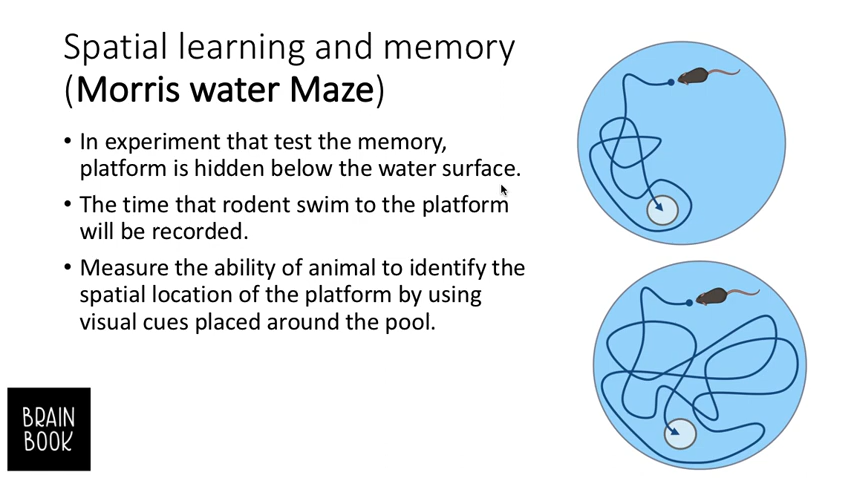 Spatial learning and memory
(Morris water Maze)
• In experiment that test the memory,
platform is hidden below the water surface.
• The time that rodent swim to the platform
will be recorded.
• Measure the ability of animal to identify the
spatial location of the platform by using
visual cues placed around the pool.
BRAIN
BOOK